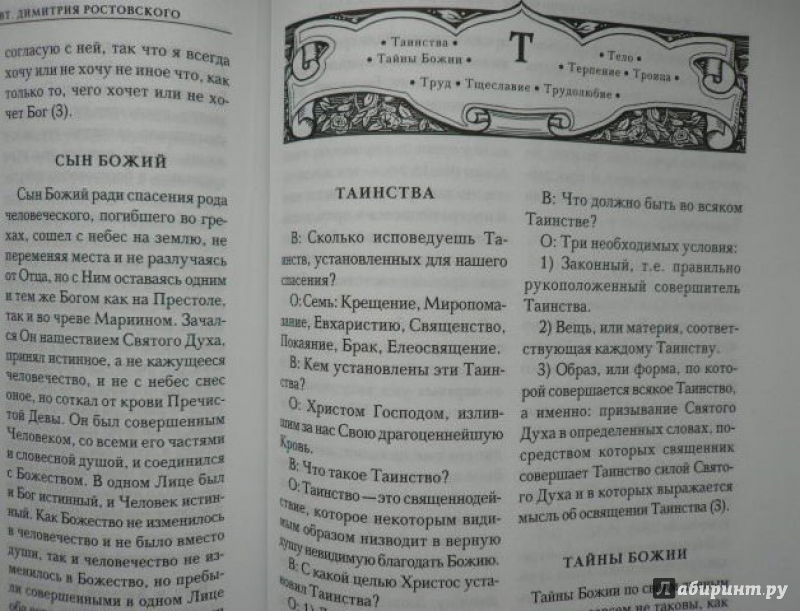 ВТ. ДИМИТРИЯ РОСТОВСКОГО
согласую с ней, так что я всегда
хочу или не хочу не иное что, как
только то, чего хочет или не хо-
чет Бог (3).
СЫН БОЖИЙ
Сын Божий ради спасения рода
человеческого, погибшего во гре-
хах, сошел с небес на землю, не
переменяя места и не разлучаясь
от Отца, но с Ним оставаясь одним
и тем же Богом как на Престоле,
так и во чреве Мариином. Зачал-
ся Он нашествием Святого Духа,
принял истинное, а не кажущееся
человечество, и не с небес снес
оное, но соткал от крови Пречис-
той Девы. Он был совершенным
Человеком, со всеми его частями
и словесной душой, и соединился
с Божеством. В одном Лице был
и Бог истинный, и Человек истин-
ный. Как Божество не изменилось
в человечество и не было вместо
души, так и человечество не из-
менилось в Божество, но пребы-
ли совершенными в одном Лице
• Таинства •
• Тайны Божии •
Т
• Тело •
• Терпение • Троица •
• Труд • Тщеславие • Трудолюбие •
ТАИНСТВА
В: Сколько исповедуешь Та-
инств, установленных для нашего
спасения?
О:Семь: Крещение, Миропома-
зание, Евхаристию, Священство,
Покаяние, Брак, Елеосвящение.
В: Кем установлены эти Таин-
ства?
О: Христом Господом, излив-
шим за нас Свою драгоценнейшую
Кровь.
В: Что такое Таинство?
О: Таинство — это священнодей-
ствие, которое некоторым види-
мым образом низводит в верную
душу невидимую благодать Божию.
В: С какой целью Христос уста-
новил Таинства?
О: 1)
В: Что должно быть во всяком
Таинстве?
О: Три необходимых условия:
1) Законный, т.е. правильно
рукоположенный совершитель
Таинства.
2) Вещь, или материя, соответ-
ствующая каждому Таинству.
3) Образ, или форма, по кото-
рой совершается всякое Таинство,
а именно: призывание Святого
Духа в определенных словах, по-
средством которых священник
совершает Таинство силой Свято-
го Духа и в которых выражается
мысль об освящении Таинства (3).
ТАЙНЫ БОЖИИ
Тайны Божии по
не таковы, как
Лабиринт.ру